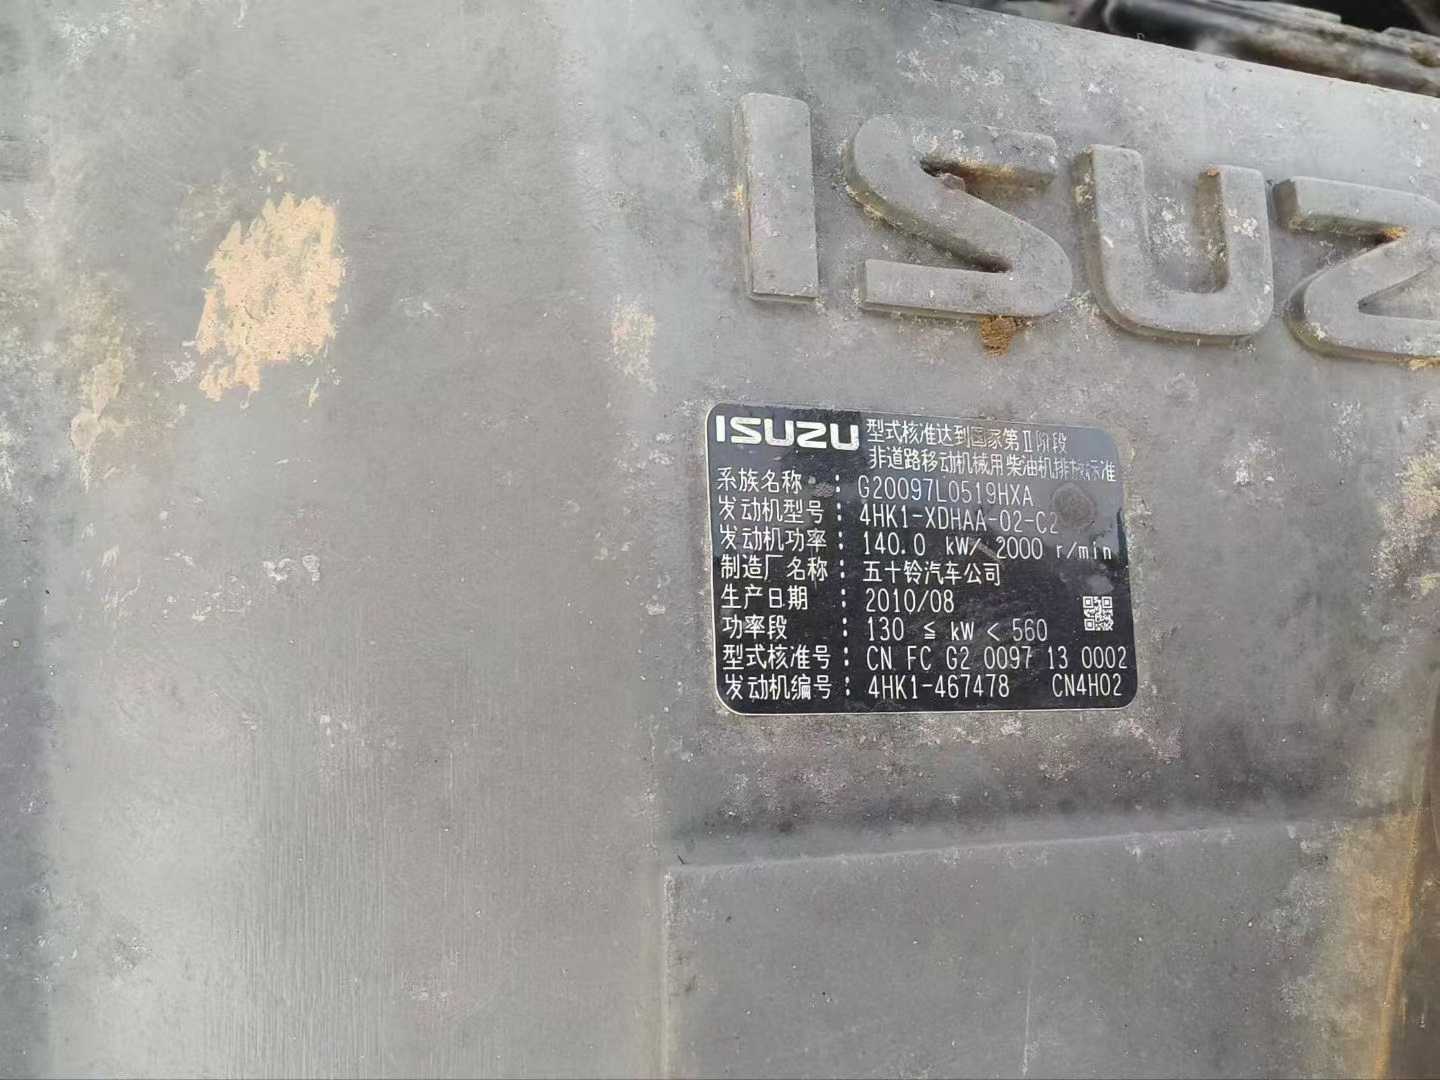 ISUZ
ISUZU 型式核准达到国家第Ⅱ阶段
非道路移动机械用柴油机排放标准
系族名称 : G20097L0519HXA
发动机型号 : 4HK1-XDHAA-02-C2
发动机功率 : 140.0 kW/ 2000 r/min
制造厂名称 : 五十铃汽车公司
生产日期 : 2010/08
功率段 : 130 ≦ kW < 560
型式核准号 : CN FC G2 0097 13 0002
发动机编号 : 4HK1-467478 CN4H02